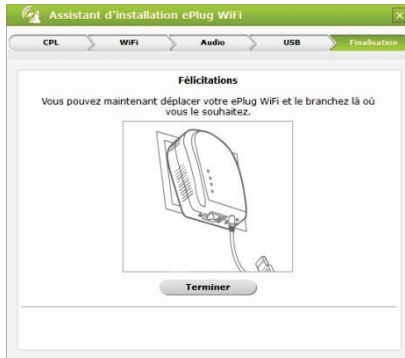 Assistant d'installation ePlug WiFi
CPL
WiFi
Audio
USB
Finalisation
Félicitations
Vous pouvez maintenant déplacer votre ePlug WiFi et le branchez là où
vous le souhaitez.
Terminer